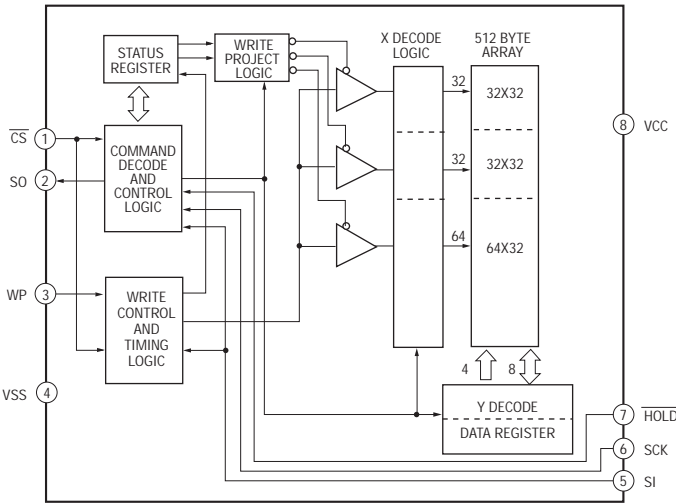 X DECODE
LOGIC
512 BYTE
ARRAY
STATUS
REGISTER
WRITE
PROJECT
LOGIC
32
32X32
CS
1
COMMAND
DECODE
AND
CONTROL
LOGIC
8
VCC
SO
2
32
32X32
64
64X32
WP
3
WRITE
CONTROL
AND
TIMING
LOGIC
VSS
4
4
8
Y DECODE
DATA REGISTER
7
HOLD
6
SCK
5
SI